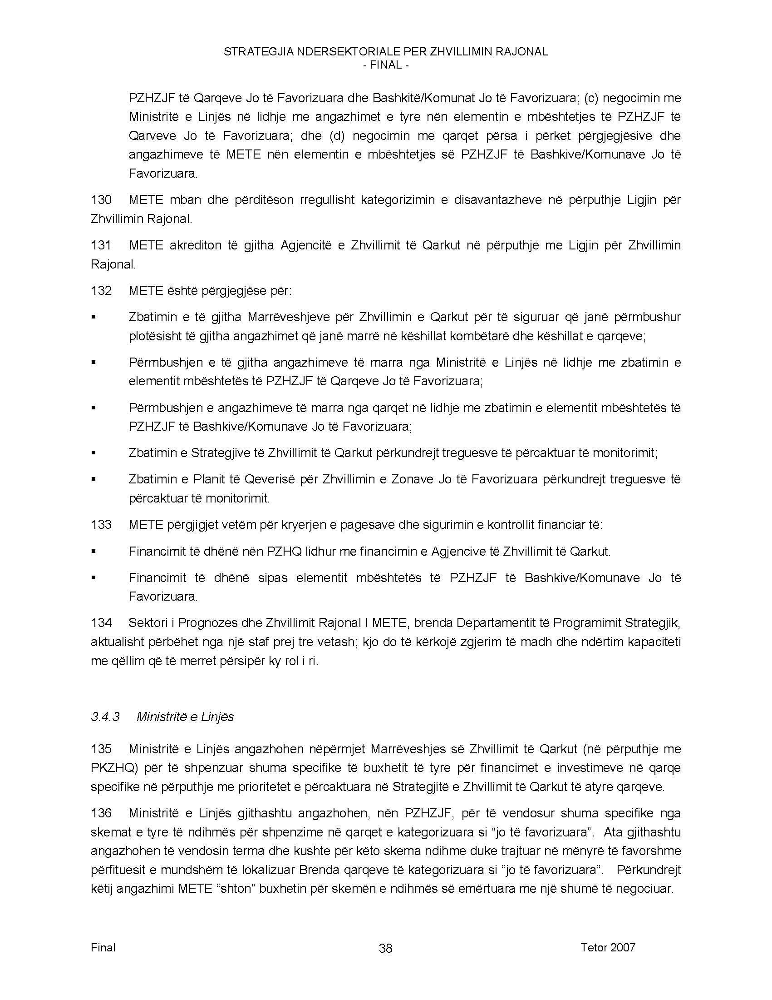 STRATEGJIA NDERSEKTORIALE PER ZHVILLIMIN RAJONAL
- FINAL -
PZHZJF të Qarqeve Jo të Favorizuara dhe Bashkitë/Komunat Jo të Favorizuara; (c) negocimin me
Ministritë e Linjës në lidhje me angazhimet e tyre nën elementin e mbështetjes të PZHZJF të
Qarveve Jo të Favorizuara; dhe (d) negocimin me qarqet përsa i përket përgjegjësive dhe
angazhimeve të METE nën elementin e mbështetjes së PZHZJF të Bashkive/Komunave Jo të
Favorizuara.
130 METE mban dhe përditëson rregullisht kategorizimin e disavantazheve në përputhje Ligjin për
Zhvillimin Rajonal.
131 METE akrediton të gjitha Agjencitë e Zhvillimit të Qarkut në përputhje me Ligjin për Zhvillimin
Rajonal.
132 METE është përgjegjëse për:
▪ Zbatimin e të gjitha Marrëveshjeve për Zhvillimin e Qarkut për të siguruar që janë përmbushur
plotësisht të gjitha angazhimet që janë marrë në këshillat kombëtarë dhe këshillat e qarqeve;
▪ Përmbushjen e të gjitha angazhimeve të marra nga Ministritë e Linjës në lidhje me zbatimin e
elementit mbështetës të PZHZJF të Qarqeve Jo të Favorizuara;
▪ Përmbushjen e angazhimeve të marra nga qarqet në lidhje me zbatimin e elementit mbështetës të
PZHZJF të Bashkive/Komunave Jo të Favorizuara;
▪ Zbatimin e Strategjive të Zhvillimit të Qarkut përkundrejt treguesve të përcaktuar të monitorimit;
▪ Zbatimin e Planit të Qeverisë për Zhvillimin e Zonave Jo të Favorizuara përkundrejt treguesve të
përcaktuar të monitorimit.
133 METE përgjigjet vetëm për kryerjen e pagesave dhe sigurimin e kontrollit financiar të:
▪ Financimit të dhënë nën PZHQ lidhur me financimin e Agjencive të Zhvillimit të Qarkut.
▪ Financimit të dhënë sipas elementit mbështetës të PZHZJF të Bashkive/Komunave Jo të
Favorizuara.
134 Sektori i Prognozes dhe Zhvillimit Rajonal I METE, brenda Departamentit të Programimit Strategjik,
aktualisht përbëhet nga një staf prej tre vetash; kjo do të kërkojë zgjerim të madh dhe ndërtim kapaciteti
me qëllim që të merret përsipër ky rol i ri.
3.4.3 Ministritë e Linjës
135 Ministritë e Linjës angazhohen nëpërmjet Marrëveshjes së Zhvillimit të Qarkut (në përputhje me
PKZHQ) për të shpenzuar shuma specifike të buxhetit të tyre për financimet e investimeve në qarqe
specifike në përputhje me prioritetet e përcaktuara në Strategjitë e Zhvillimit të Qarkut të atyre qarqeve.
136 Ministritë e Linjës gjithashtu angazhohen, nën PZHZJF, për të vendosur shuma specifike nga
skemat e tyre të ndihmës për shpenzime në qarqet e kategorizuara si “jo të favorizuara”. Ata gjithashtu
angazhohen të vendosin terma dhe kushte për këto skema ndihme duke trajtuar në mënyrë të favorshme
përfituesit e mundshëm të lokalizuar Brenda qarqeve të kategorizuara si “jo të favorizuara”. Përkundrejt
këtij angazhimi METE “shton” buxhetin për skemën e ndihmës së emërtuara me një shumë të negociuar.
Final 38 Tetor 2007